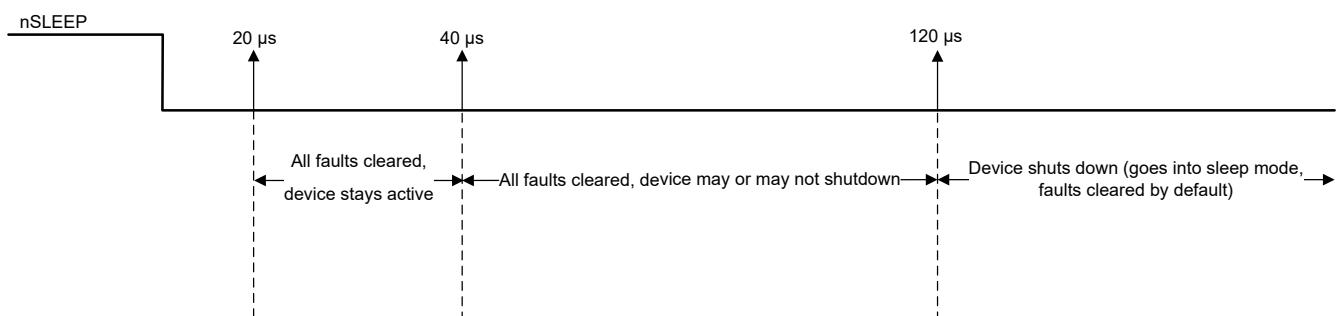 nSLEEP
20 µs
40 µs
120 µs
All faults cleared,
device stays active
All faults cleared, device may or may not shutdown
Device shuts down (goes into sleep mode,
faults cleared by default)